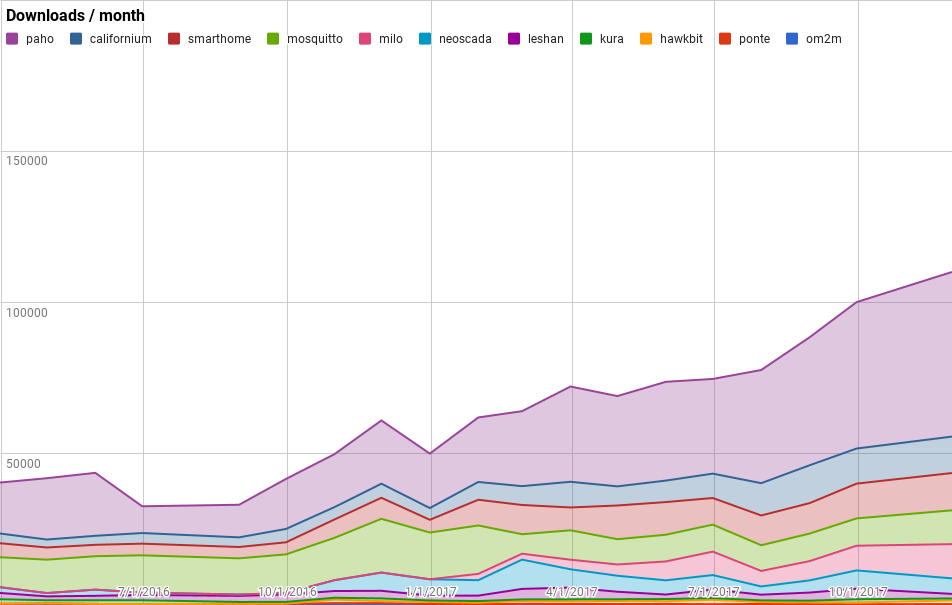 Downloads / month
paho californium smarthome mosquitto milo neoscada leshan kura hawkbit ponte om2m
150000
100000
50000
7/1/2016 10/1/2016 1/1/2017 4/1/2017 7/1/2017 10/1/2017